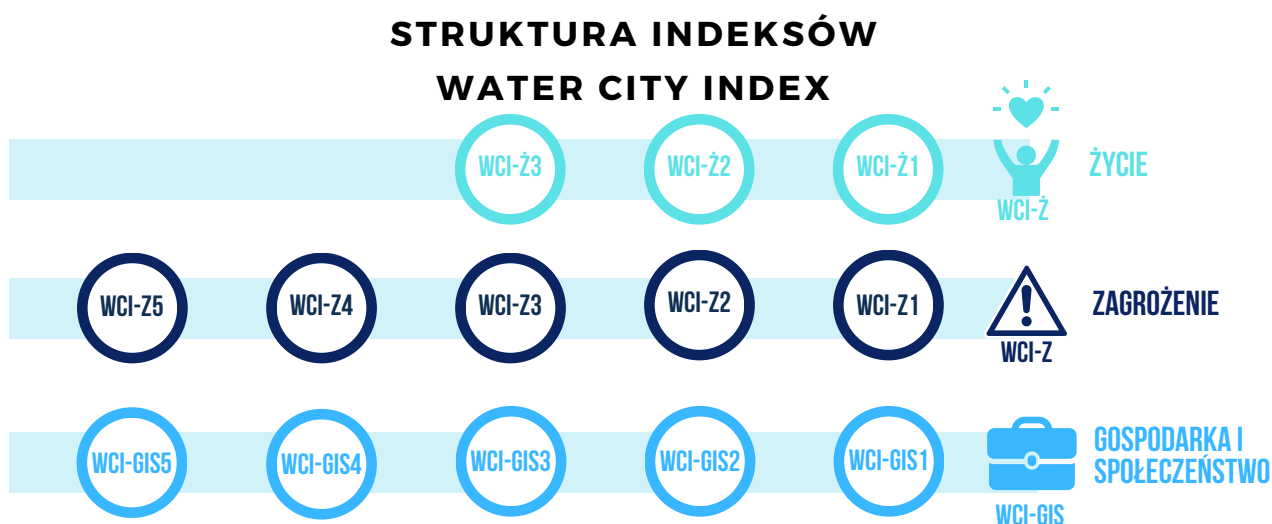 STRUKTURA INDEKSÓW
WATER CITY INDEX
WCI-Ż3
WCI-Ż2
WCI-Ż1
WCI-Ż
ŻYCIE
WCI-Z5
WCI-Z4
WCI-Z3
WCI-Z2
WCI-Z1
WCI-Z
ZAGROŻENIE
WCI-GIS5
WCI-GIS4
WCI-GIS3
WCI-GIS2
WCI-GIS1
WCI-GIS
GOSPODARKA I
SPOŁECZEŃSTWO